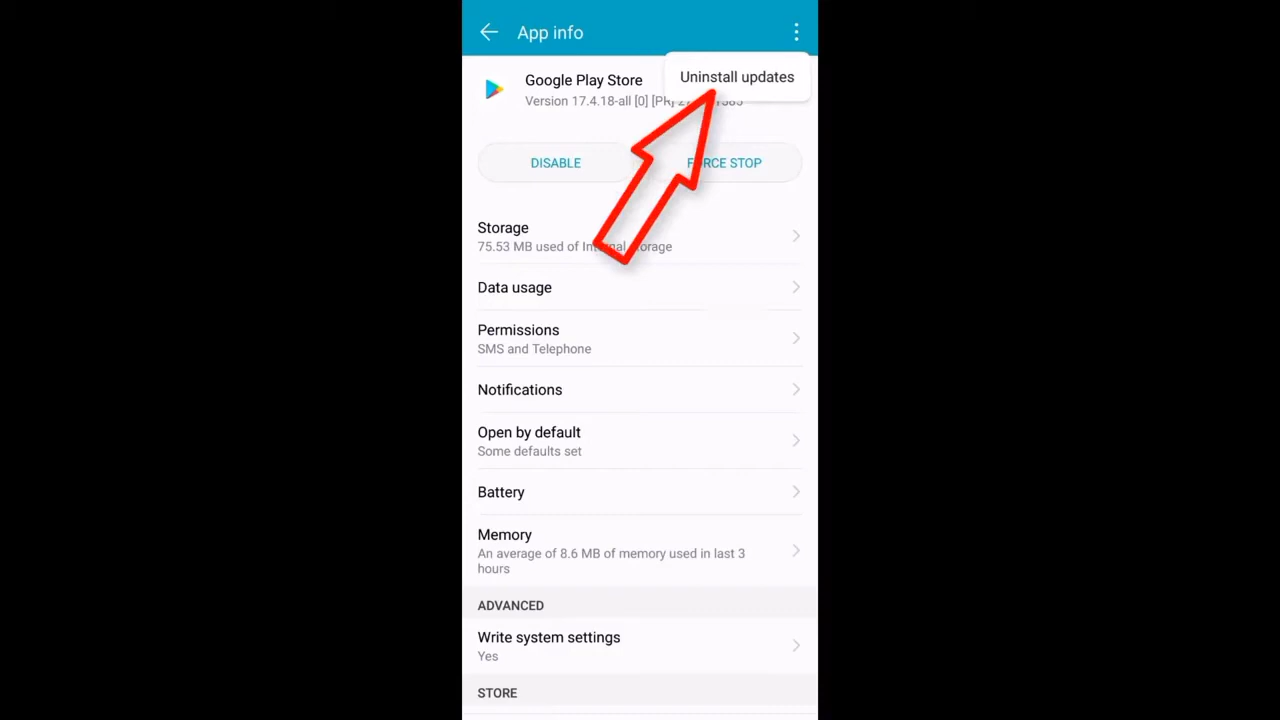 App info
Uninstall updates
Google Play Store
Version 17.4.18-all [0] [PR]
DISABLE
FORCE STOP
Storage
75.53 MB used of Internal storage
Data usage
Permissions
SMS and Telephone
Notifications
Open by default
Some defaults set
Battery
Memory
An average of 8.6 MB of memory used in last 3
hours
ADVANCED
Write system settings
Yes
STORE